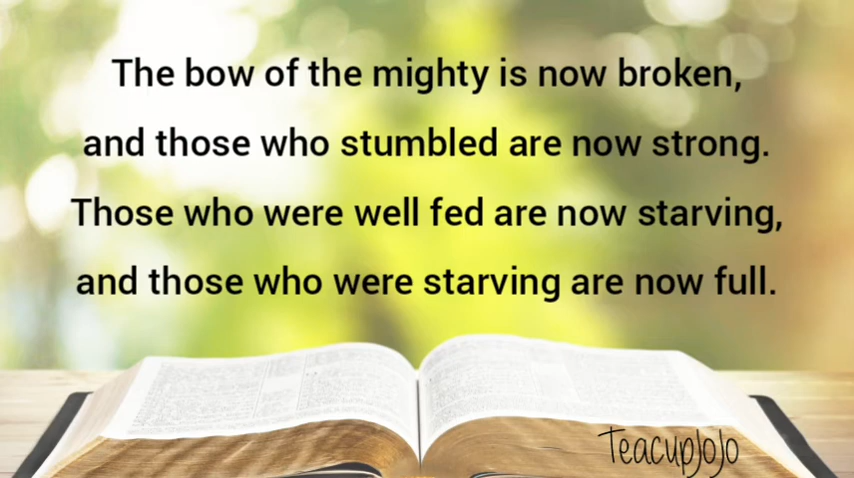 The bow of the mighty is now broken,
and those who stumbled are now strong.
Those who were well fed are now starving,
and those who were starving are now full.
TeacupJoJo